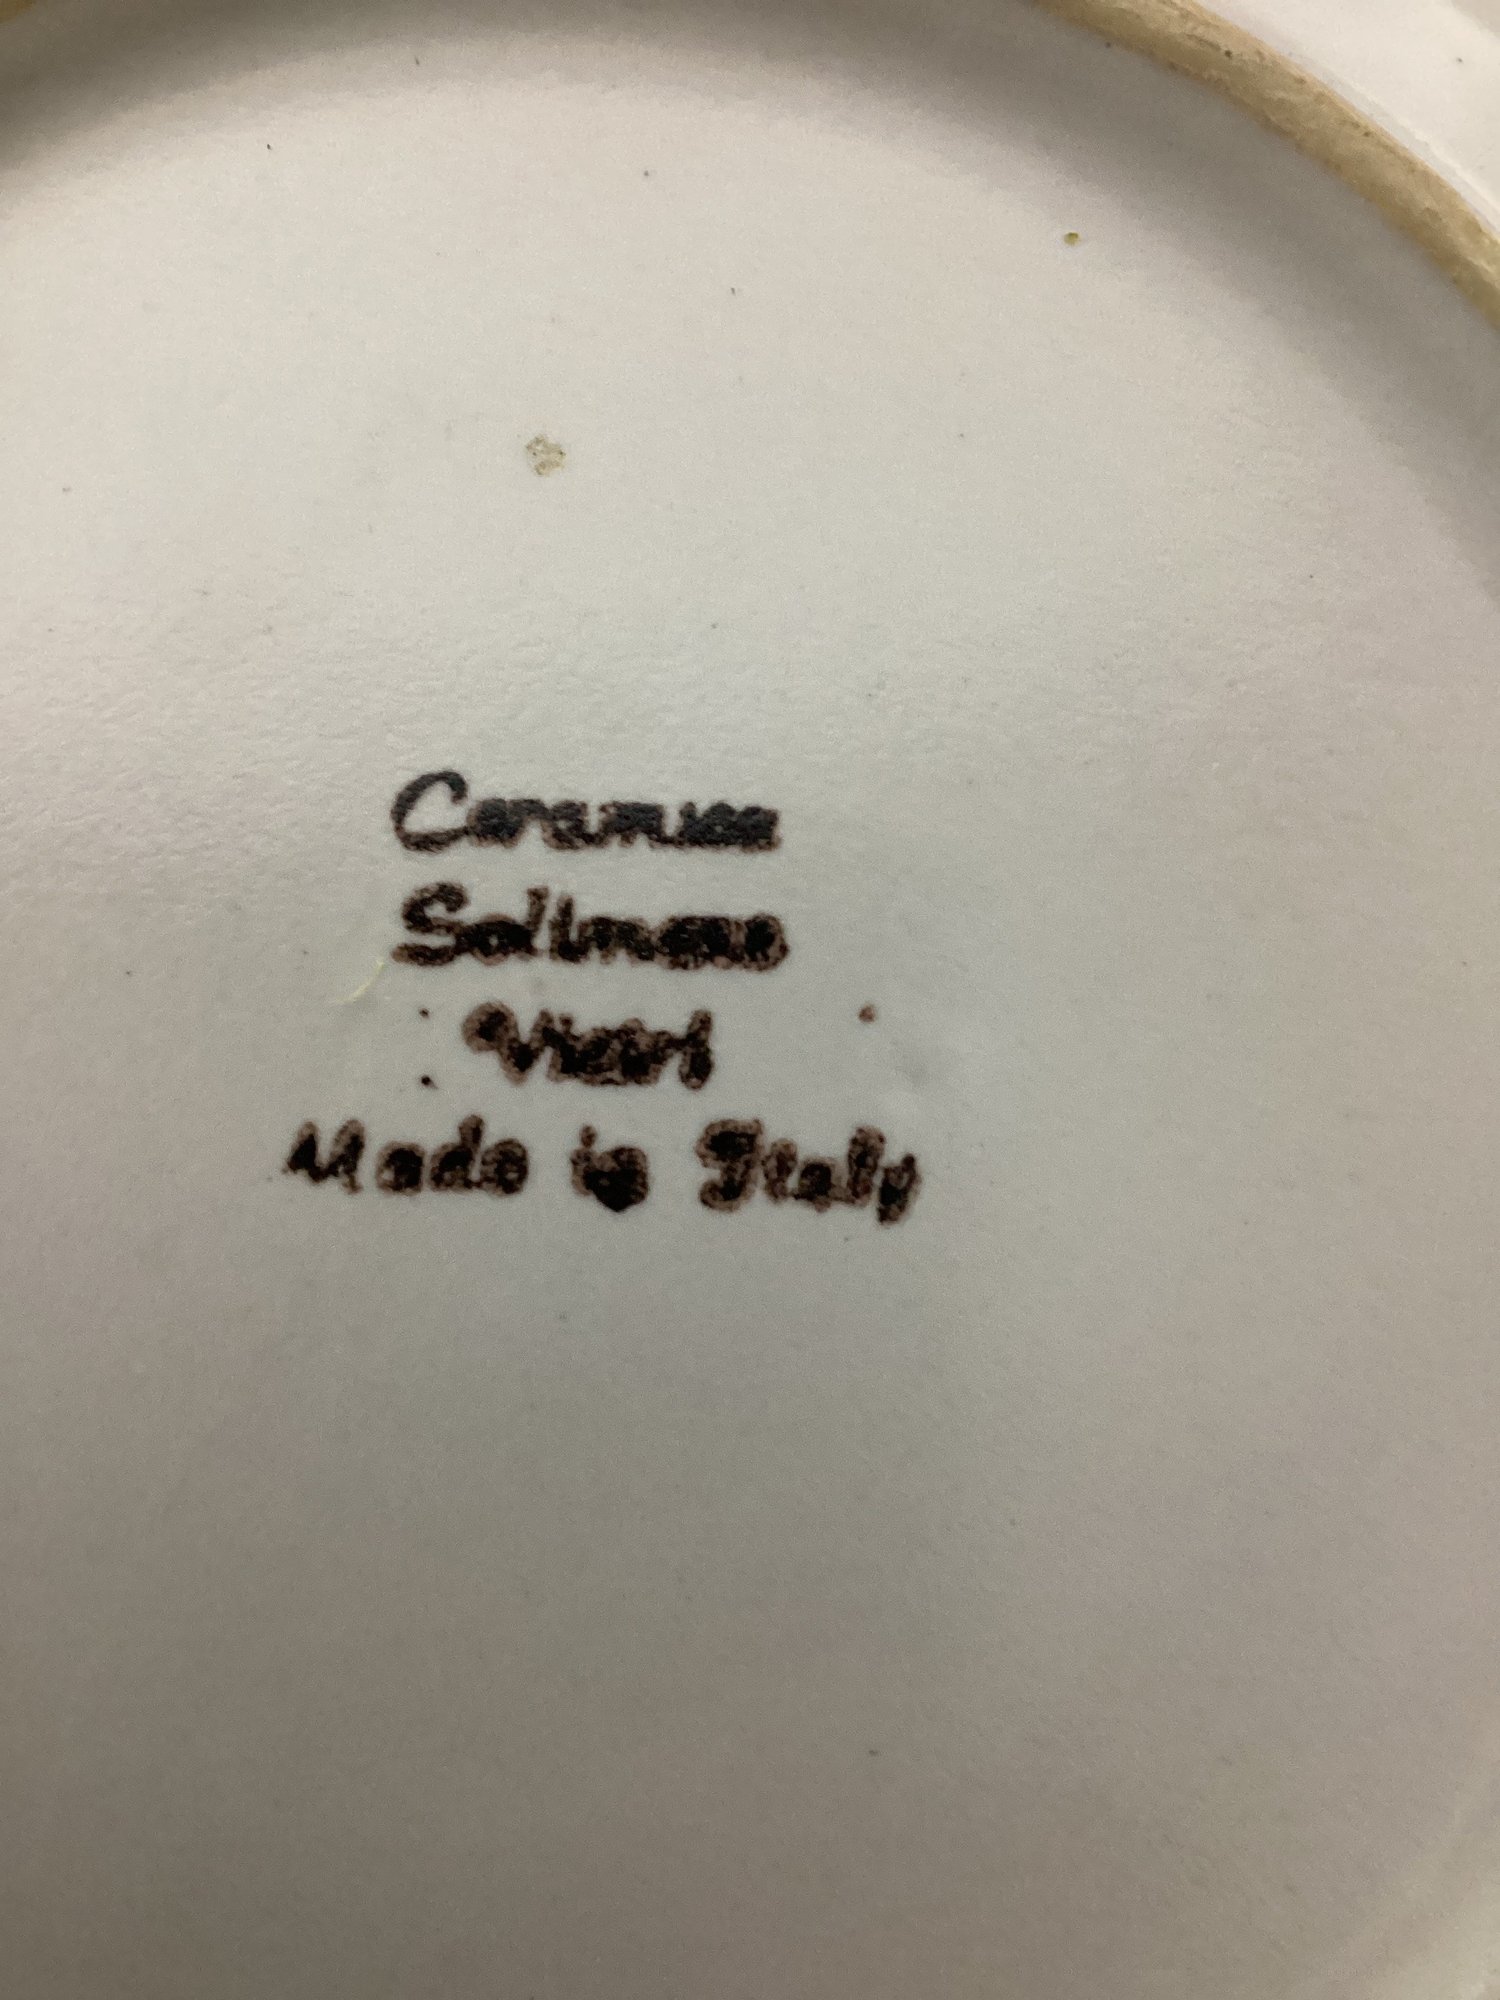 Ceramica
Solimene
Vietri
Made in Italy